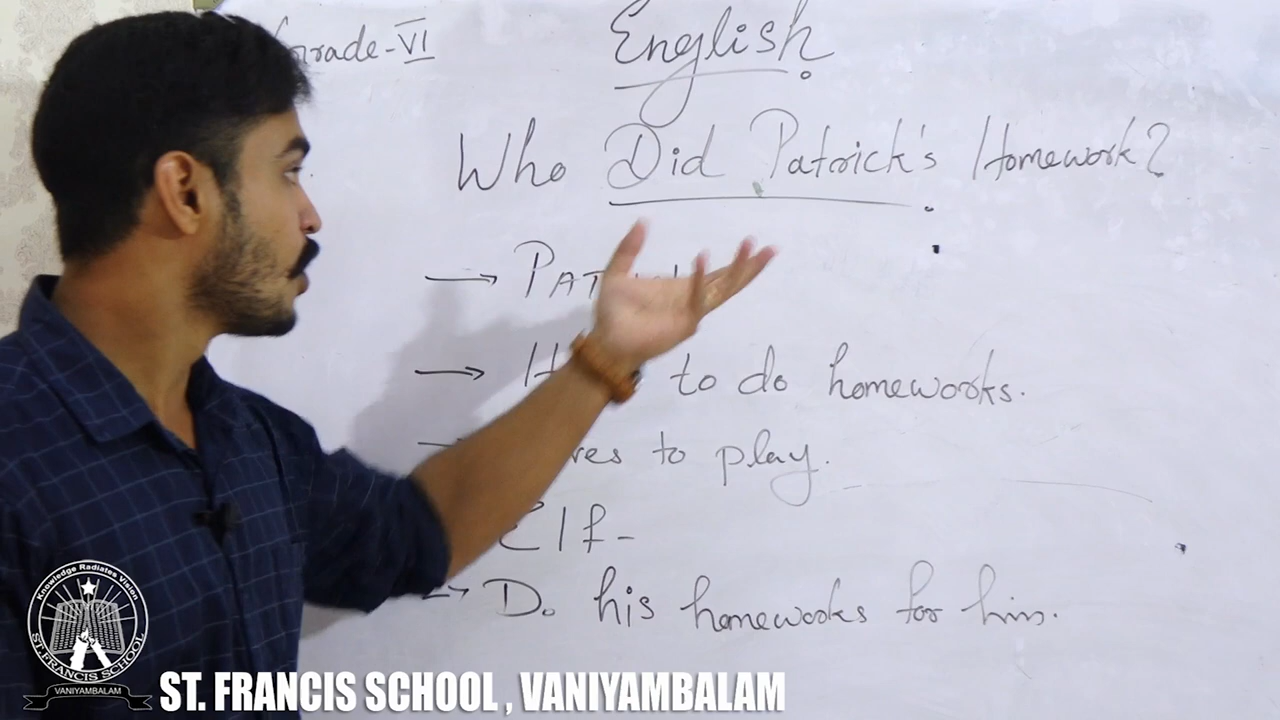 Grade-VI
English
Who Did Patrick's Homework?
→ PAT
→ H to do homeworks.
res to play.
Elf-
→ Do his homeworks for him.
Knowledge Radiates Vision
ST. FRANCIS SCHOOL
VANIYAMBALAM
ST. FRANCIS SCHOOL , VANIYAMBALAM